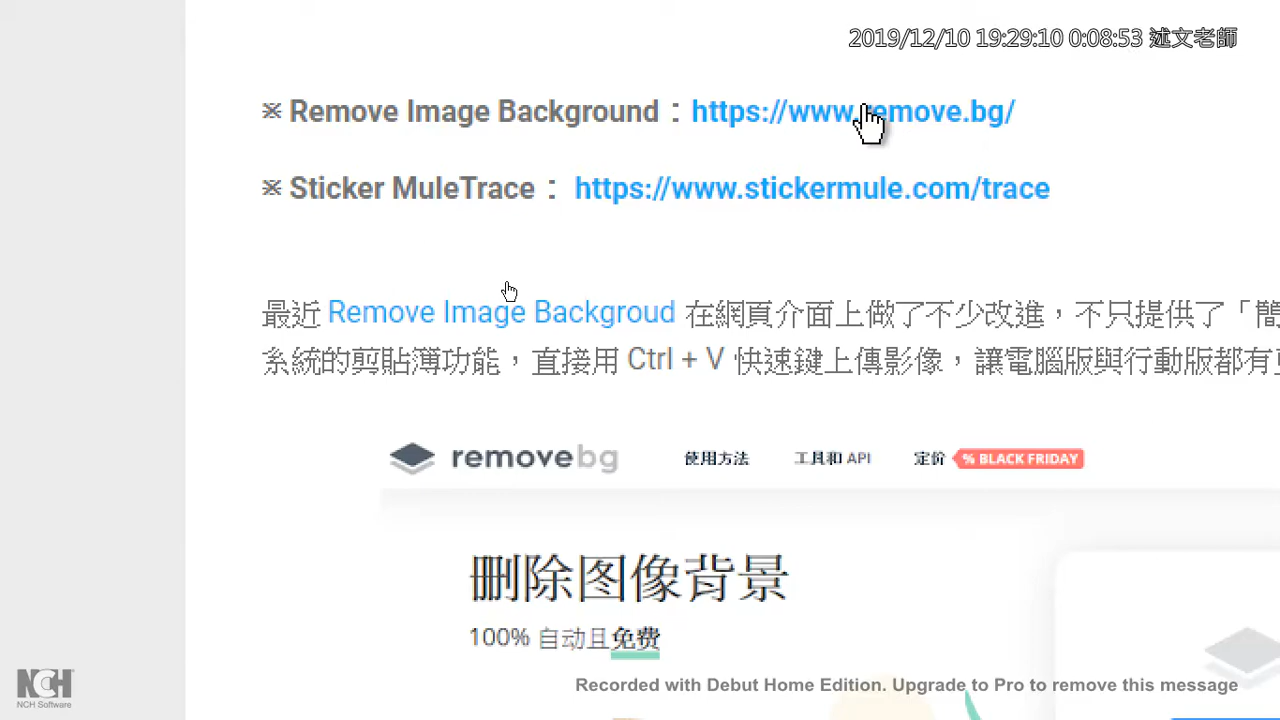 2019/12/10 19:29:10 0:08:53 述文老師
※ Remove Image Background：https://www.remove.bg/
※ Sticker MuleTrace： https://www.stickermule.com/trace
最近 Remove Image Backgroud 在網頁介面上做了不少改進，不只提供了「簡
系統的剪貼簿功能，直接用 Ctrl + V 快速鍵上傳影像，讓電腦版與行動版都有
removebg 使用方法 工具和 API 定价 % BLACK FRIDAY
删除图像背景
100% 自动且免费
NCH
NCH Software
Recorded with Debut Home Edition. Upgrade to Pro to remove this message